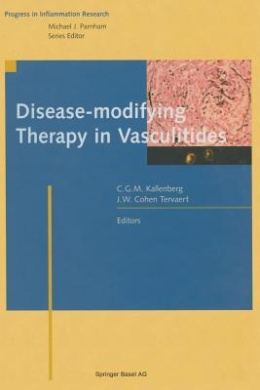 Progress in Inflammation Research
Michael J. Parnham
Series Editor
Disease-modifying
Therapy in Vasculitides
C.G.M. Kallenberg
J.W. Cohen Tervaert
Editors
Springer Basel AG